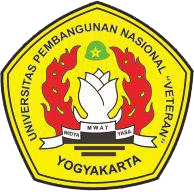 UNIVERSITAS PEMBANGUNAN NASIONAL "VETERAN"
WIDYA MWAT YASA
YOGYAKARTA